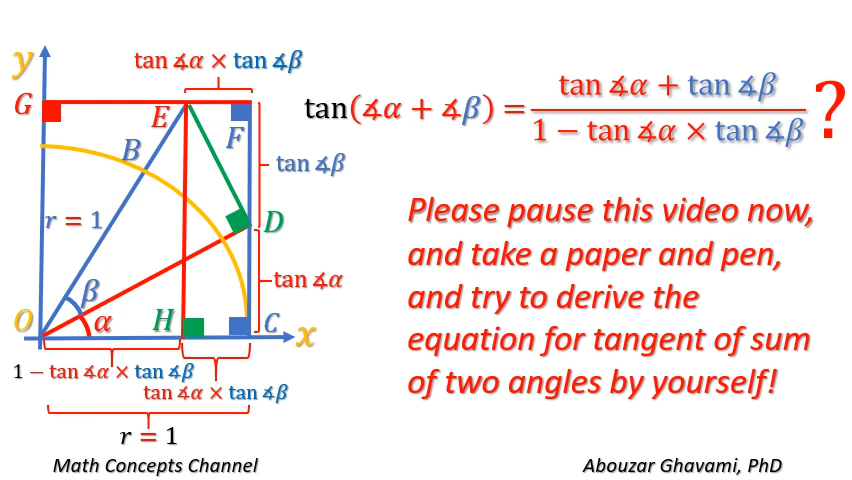 tan ∡α × tan ∡β
y
G
E
F
B
tan ∡β
r = 1
D
tan ∡α
β
O
α
H
C
x
1 − tan ∡α × tan ∡β
tan ∡α × tan ∡β
r = 1
tan(∡α + ∡β) = (tan ∡α + tan ∡β) / (1 − tan ∡α × tan ∡β) ?
Please pause this video now,
and take a paper and pen,
and try to derive the
equation for tangent of sum
of two angles by yourself!
Math Concepts Channel
Abouzar Ghavami, PhD